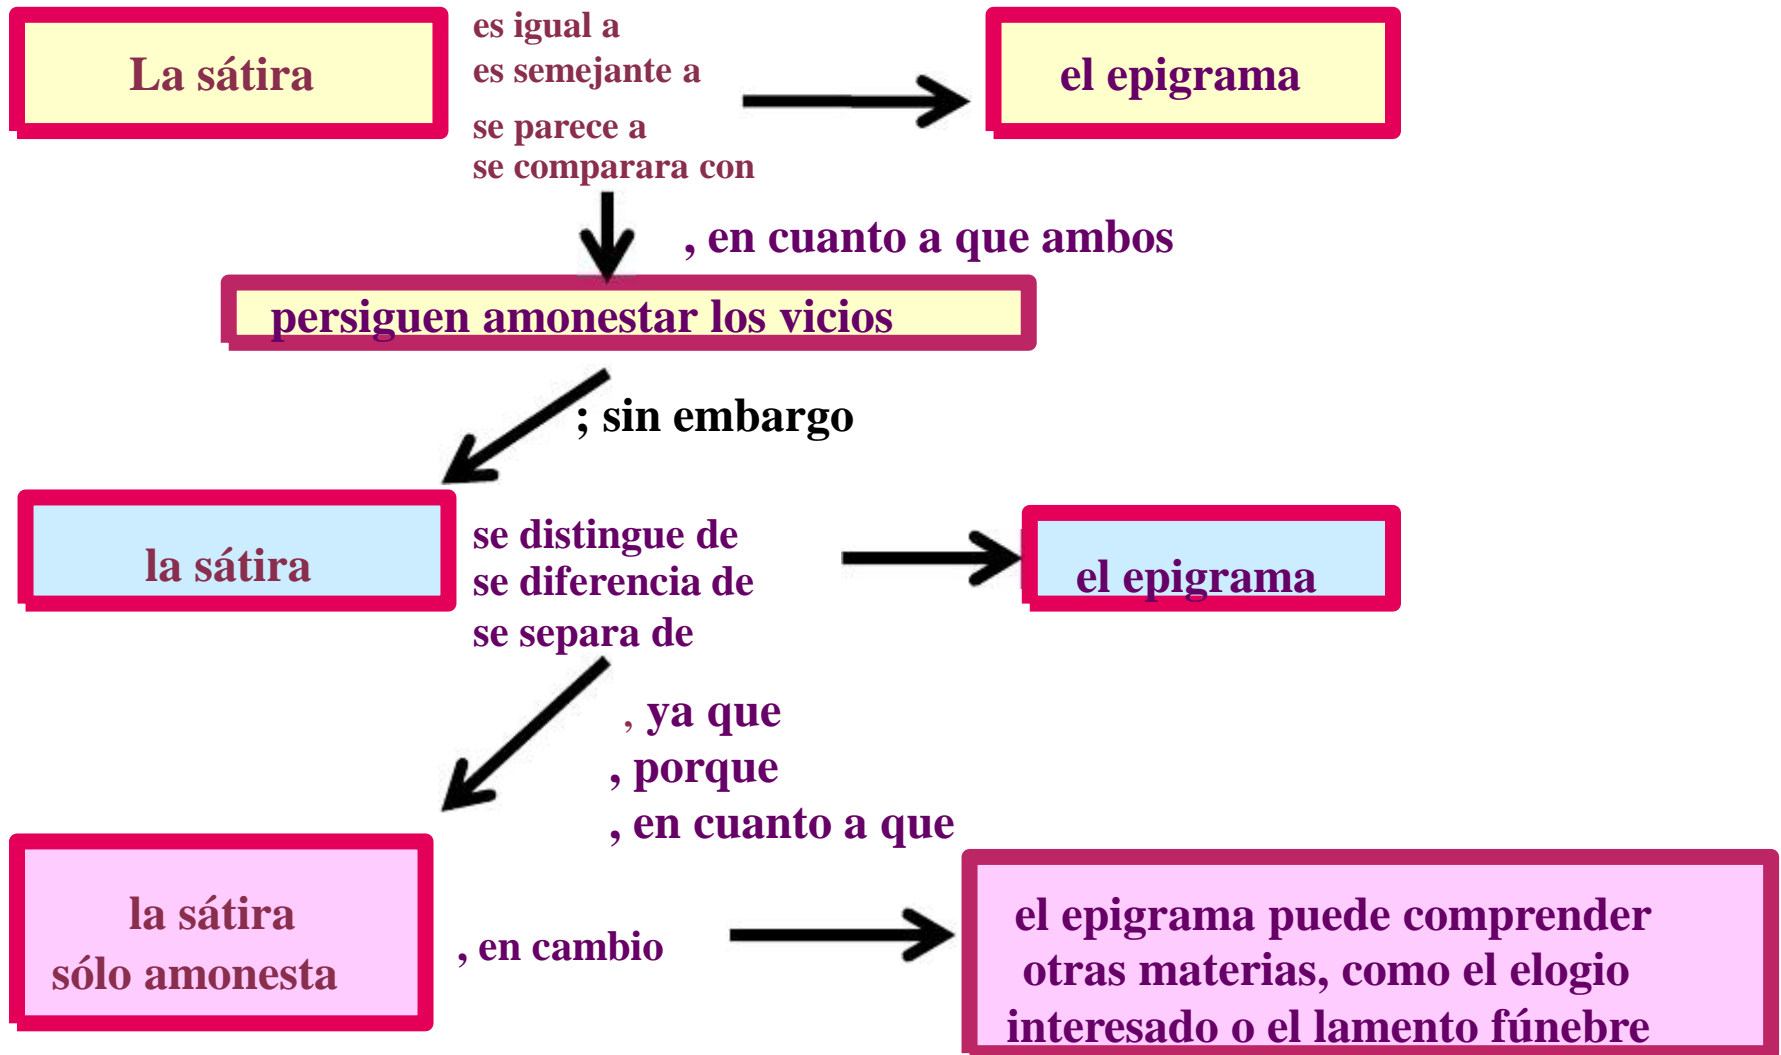 La sátira
es igual a
es semejante a
se parece a
se comparara con
el epigrama
, en cuanto a que ambos
persiguen amonestar los vicios
; sin embargo
la sátira
se distingue de
se diferencia de
se separa de
el epigrama
, ya que
, porque
, en cuanto a que
la sátira
sólo amonesta
, en cambio
el epigrama puede comprender
otras materias, como el elogio
interesado o el lamento fúnebre